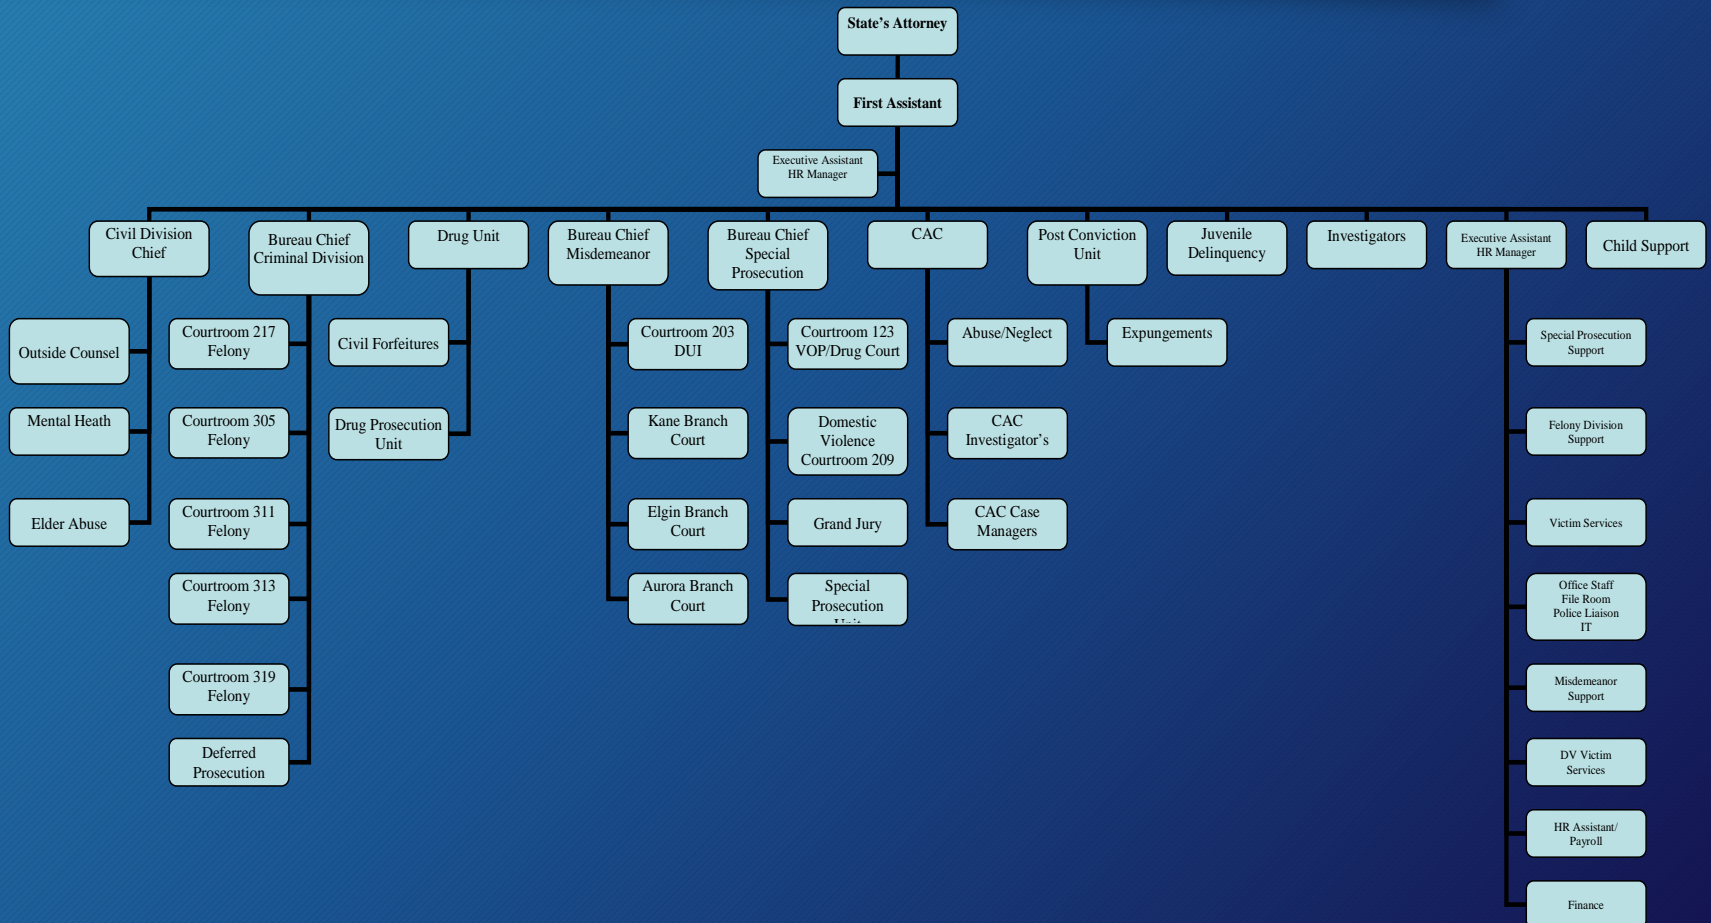 State's Attorney
First Assistant
Executive Assistant
HR Manager
Civil Division
Chief
Bureau Chief
Criminal Division
Drug Unit
Bureau Chief
Misdemeanor
Bureau Chief
Special
Prosecution
CAC
Post Conviction
Unit
Juvenile
Delinquency
Investigators
Executive Assistant
HR Manager
Child Support
Outside Counsel
Mental Heath
Elder Abuse
Courtroom 217
Felony
Courtroom 305
Felony
Courtroom 311
Felony
Courtroom 313
Felony
Courtroom 319
Felony
Deferred
Prosecution
Civil Forfeitures
Drug Prosecution
Unit
Courtroom 203
DUI
Kane Branch
Court
Elgin Branch
Court
Aurora Branch
Court
Courtroom 123
VOP/Drug Court
Domestic
Violence
Courtroom 209
Grand Jury
Special
Prosecution
Unit
Abuse/Neglect
CAC
Investigator's
CAC Case
Managers
Expungements
Special Prosecution
Support
Felony Division
Support
Victim Services
Office Staff
File Room
Police Liaison
IT
Misdemeanor
Support
DV Victim
Services
HR Assistant/
Payroll
Finance